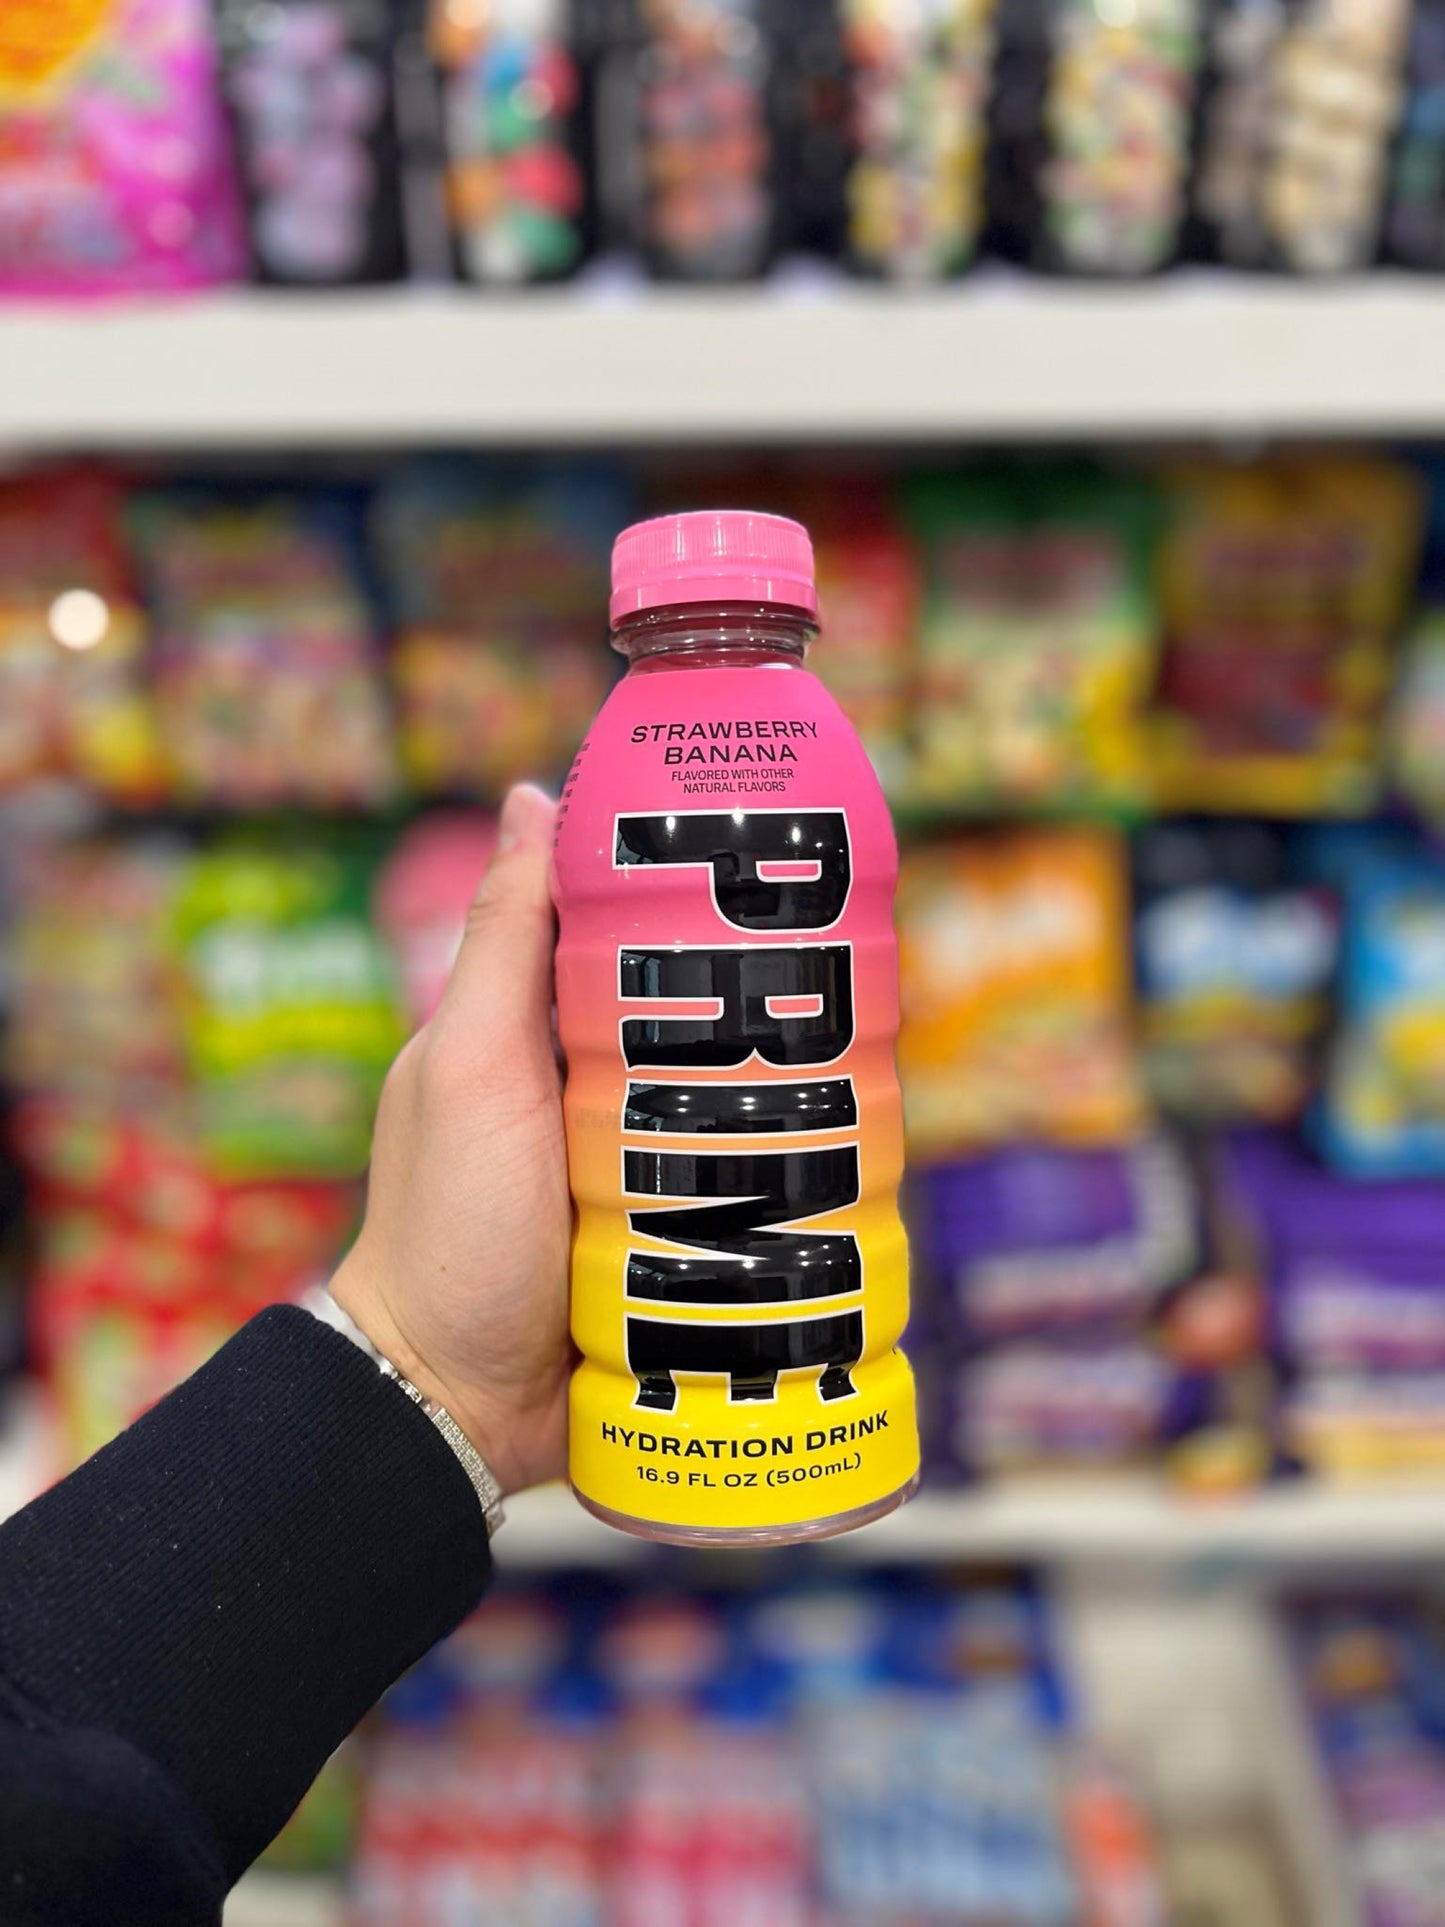 STRAWBERRY
BANANA
FLAVORED WITH OTHER
NATURAL FLAVORS
PRIME
HYDRATION DRINK
16.9 FL OZ (500mL)